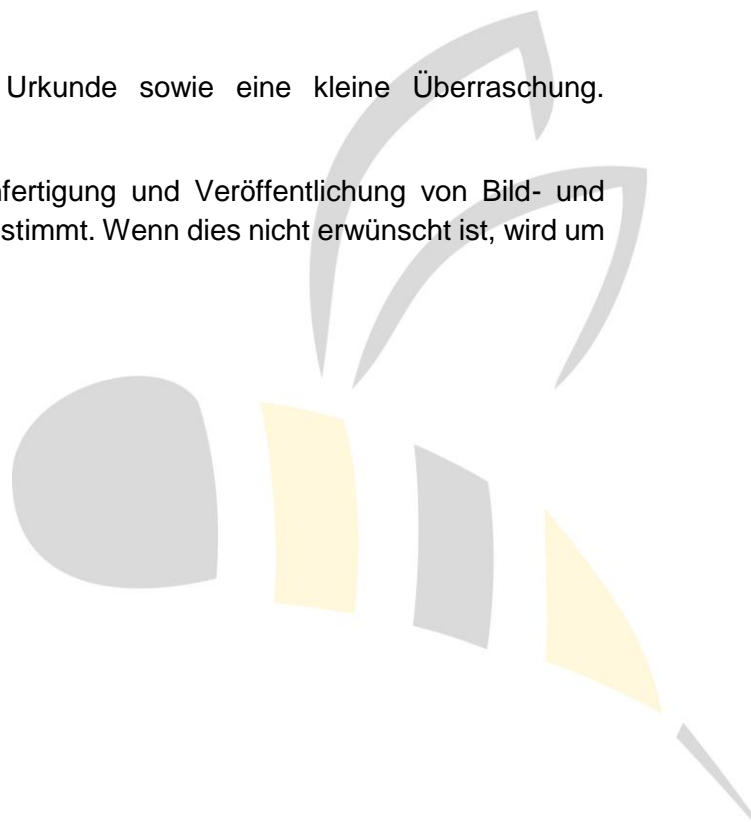 Urkunde sowie eine kleine Überraschung.
fertigung und Veröffentlichung von Bild- und
stimmt. Wenn dies nicht erwünscht ist, wird um